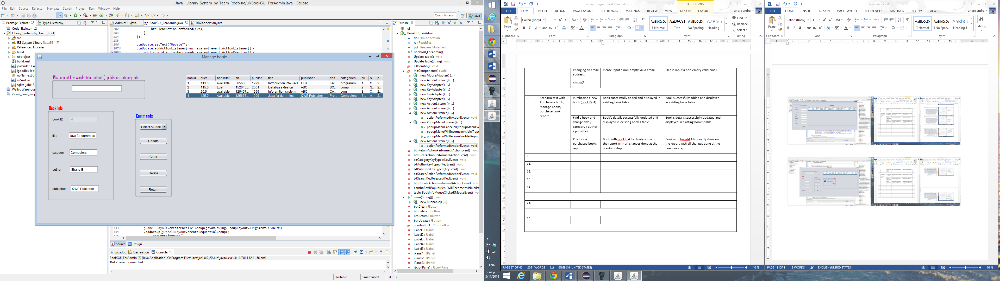 Java - Library_System_by_Team_Root/src/ui/BookGUI_ForAdmin.java - Eclipse
File Edit Source Refactor Navigate Search Project Run Window Help
Quick Access
Java
Package Explorer
Type Hierarchy
Code_Skeleton_v2
Library_System_by_Team_Root
src
JRE System Library [JavaSE-1.7]
Referenced Libraries
build
nbproject
build.xml
jcalendar-1.4
jgoodies-loo
noName.s3d
rs2xml.jar
sqlite-jdbc-3.
Wallys Warehous
Zavier_Final_Proj
AdiminGUI.java
BookGUI_ForAdmin.java
DBConnection.java
282 btnClearActionPerformed(evt);
283 }
284 });
285
286 btnUpdate.setText("Update");
287 btnUpdate.addActionListener(new java.awt.event.ActionListener() {
288 public void actionPerformed(java.awt.event.ActionEvent evt) {
Manage books
Please input key words: title, author(s), publisher, category, etc
Book Info
book ID 4
title Java for dummies
category Computers
author Shane B
publisher QWE Publisher
Commands
Select A Book
Update
Clear
Delete
Return
bookID price bookStat... sn publish... title publisher des... categories au... s... p...
1 111.0 Available 565656... 1999 Introduction into Java CBA Jav... programmi... 1 S... 2...
2 115.0 Lost 152645... 2001 Database design ABC SQ... comp 2 S... 2...
3 25.5 available 125457... 1999 Inforamtion system ABC Co... com 3 X... 2...
4 125.0 Available 125678... 1999 Java for dummies QWE Publisher Pro... Computers S... A... 2...
333 jPanel3Layout.createParallelGroup(javax.swing.GroupLayout.Alignment.LEADING)
334 .addGroup(jPanel3Layout.createSequentialGroup()
335 .addContainerGap()
Source
Design
Javadoc
Declaration
Console
BookGUI_ForAdmin (2) [Java Application] C:\Program Files\Java\jre1.8.0_20\bin\javaw.exe (3/11/2014 12:41:56 pm)
Database connected
Writable
Smart Insert
311 : 32
Outline
ui
BookGUI_ForAdmin
db : DBConnection
rs : ResultSet
pst : PreparedStatement
BookGUI_ForAdmin()
Update_table() : void
Update_table(String) : void
Fillcombo() : void
initComponents() : void
new MouseAdapter() {...}
new ActionListener() {...}
new KeyAdapter() {...}
new KeyAdapter() {...}
new KeyAdapter() {...}
new KeyAdapter() {...}
new ActionListener() {...}
new ActionListener() {...}
new ActionListener() {...}
actionPerformed(ActionEvent) : void
new PopupMenuListener() {...}
popupMenuCanceled(PopupMenuEve
popupMenuWillBecomeInvisible(Popu
popupMenuWillBecomeVisible(Popup
new ActionListener() {...}
actionPerformed(ActionEvent) : void
btnReturnActionPerformed(ActionEvent) : void
btnClearActionPerformed(ActionEvent) : void
txtCategoryKeyTyped(KeyEvent) : void
txtAuthorKeyTyped(KeyEvent) : void
txtPublisherKeyTyped(KeyEvent) : void
txtSearchActionPerformed(ActionEvent) : void
txtSearchKeyReleased(KeyEvent) : void
btnUpdateActionPerformed(ActionEvent) : void
comboBox1PopupMenuWillBecomeInvisible(Po
table_BookInfoMouseClicked(MouseEvent) : vo
main(String[]) : void
new Runnable() {...}
btnClear : JButton
btnDelete : JButton
btnReturn : JButton
btnUpdate : JButton
comboBox1 : JComboBox
jLabel1 : JLabel
jLabel2 : JLabel
jLabel3 : JLabel
jLabel4 : JLabel
jLabel5 : JLabel
jPanel1 : JPanel
jPanel2 : JPanel
jPanel3 : JPanel
jScrollPane1 : JScrollPane
ENG
12:47 p.m.
3/11/2014
Library program Test Plan - Word
TABLE TOOLS
FILE HOME INSERT DESIGN PAGE LAYOUT REFERENCES MAILINGS REVIEW VIEW DESIGN LAYOUT
andre andre
Calibri (Body) 9
Paste
AaBbCcDc AaBbCcl AaBbCcDc AaBbCc
¶ Normal Title No Spacing Heading 1
Find
Replace
Select
Clipboard Font Paragraph Styles Editing
Changing an email address: alison@
Please input a non-empty valid email
Please input a non-empty valid email
9.
Scenario test with Purchase a book, manage books/ purchase book report
Purchasing a new book (bookID: 4)
Book successfully added and displayed in existing book table
Book successfully added and displayed in existing book table
Find a book and change title / category / author / publisher.
Book's details successfully updated and displayed in existing book's table.
Book's details successfully updated and displayed in existing book's table.
Produce a purchased books report.
Book with bookId 4 to clearly show on the report with all changes done at the previous step.
Book with bookId 4 to clearly show on the report with all changes done at the previous step.
10.
11.
12.
13.
14.
15.
16.
PAGE 37 OF 40 2051 WORDS ENGLISH (UNITED STATES) 110 %
Sceenshots - Word
FILE HOME INSERT DESIGN PAGE LAYOUT REFERENCES MAILINGS REVIEW VIEW
andre andre
Calibri (Body) 11
Paste
AaBbCcDc AaBbCcDc AaBbCc
¶ Normal ¶ No Spac... Heading 1
Editing
Clipboard Font Paragraph Styles
PAGE 11 OF 11 9 WORDS ENGLISH (UNITED STATES) 110 %